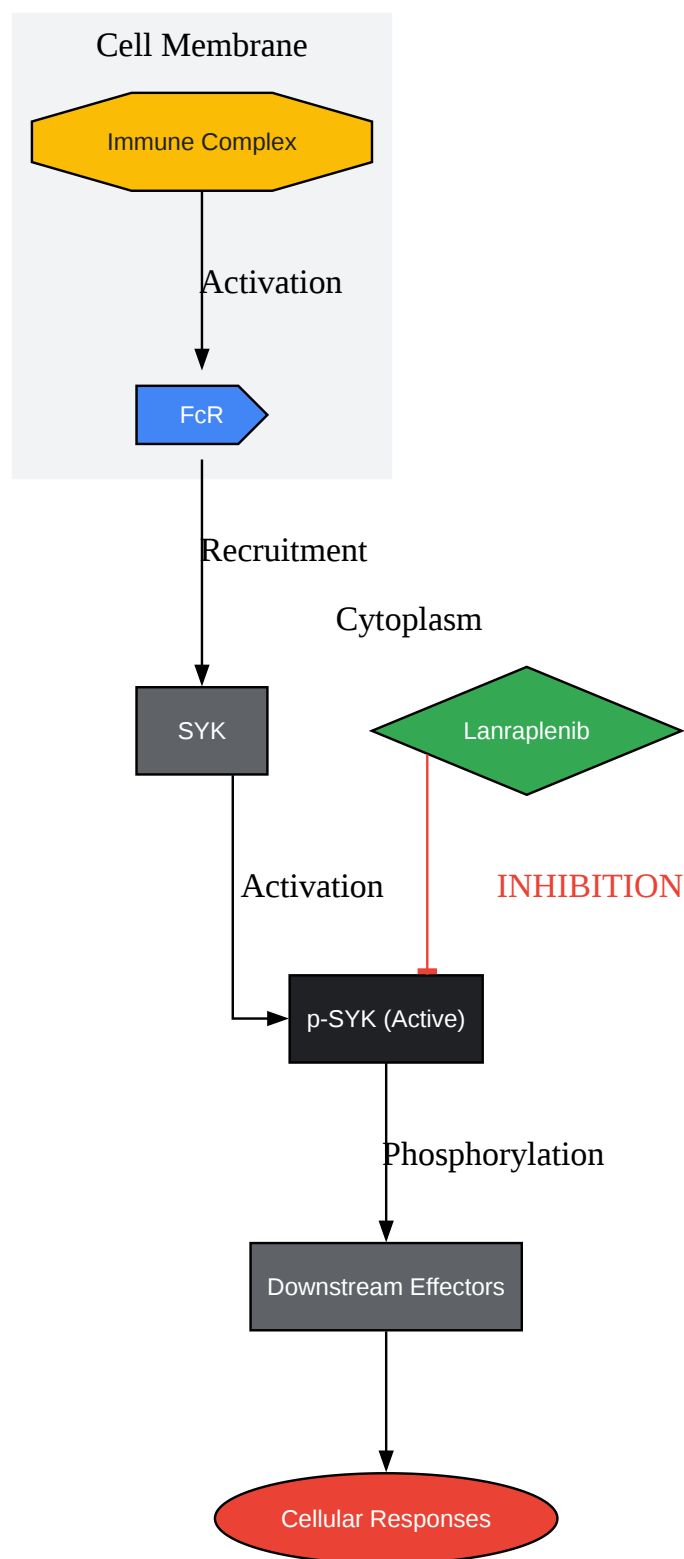 Cell Membrane
Immune Complex
Activation
FcR
Recruitment
Cytoplasm
SYK
Lanraplenib
Activation
INHIBITION
p-SYK (Active)
Phosphorylation
Downstream Effectors
Cellular Responses